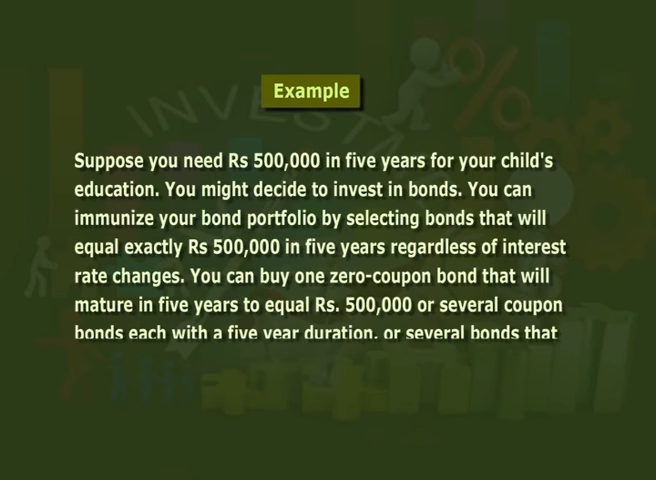 Example
INVESTMENT
Suppose you need Rs 500,000 in five years for your child's
education. You might decide to invest in bonds. You can
immunize your bond portfolio by selecting bonds that will
equal exactly Rs 500,000 in five years regardless of interest
rate changes. You can buy one zero-coupon bond that will
mature in five years to equal Rs. 500,000 or several coupon
bonds each with a five year duration, or several bonds that